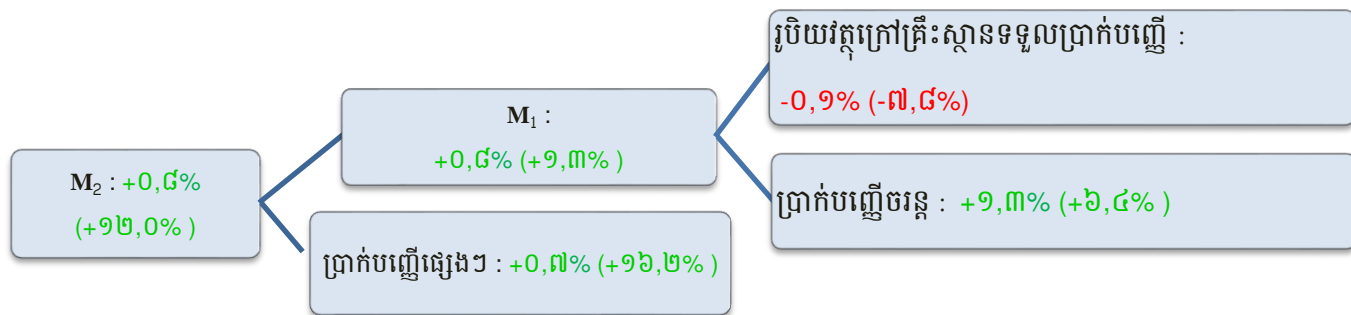 M₂ : +០,៨%
(+១២,០% )
M₁ :
+០,៨% (+១,៣% )
ប្រាក់បញ្ញើផ្សេងៗ : +០,៧% (+១៦,២% )
រូបិយវត្ថុក្រៅគ្រឹះស្ថានទទួលប្រាក់បញ្ញើ :
-០,១% (-៧,៨%)
ប្រាក់បញ្ញើចរន្ត : +១,៣% (+៦,៤% )